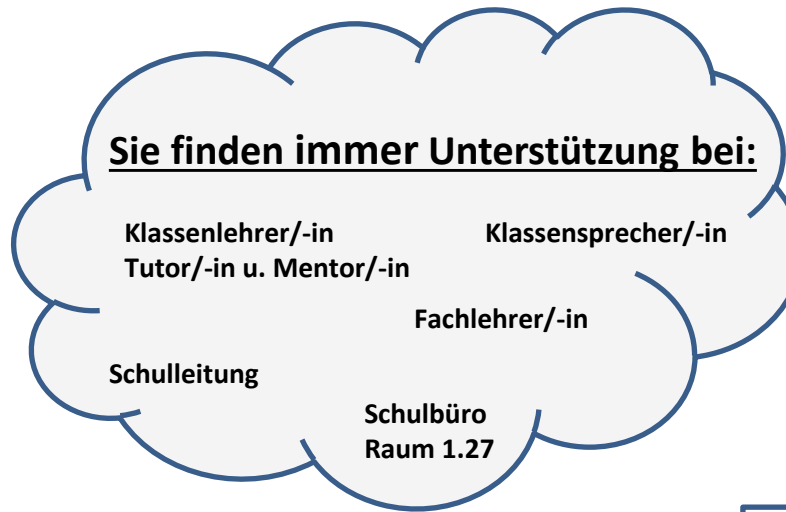 Sie finden immer Unterstützung bei:
Klassenlehrer/-in
Tutor/-in u. Mentor/-in
Klassensprecher/-in
Fachlehrer/-in
Schulleitung
Schulbüro
Raum 1.27